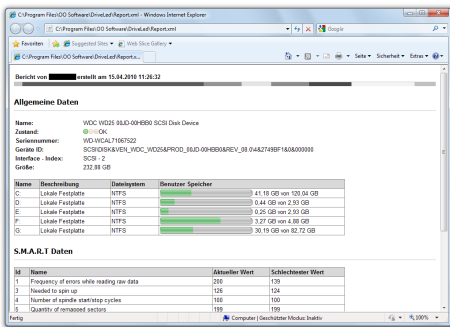 C:\Program Files\OO Software\DriveLed\Report.xml - Windows Internet Explorer
C:\Program Files\OO Software\DriveLed\Report.xml
Google
Favoriten
Suggested Sites
Web Slice Gallery
C:\Program Files\OO Software\DriveLed\Report.x...
Seite
Sicherheit
Extras
Bericht von erstellt am 15.04.2010 11:26:32
Allgemeine Daten
Name: WDC WD25 00JD-00HBB0 SCSI Disk Device
Zustand: OK
Seriennummer: WD-WCAL71067522
Geräte ID: SCSI\DISK&VEN_WDC_WD25&PROD_00JD-00HBB0&REV_08.0\4&2749BF1&0&000000
Interface - Index: SCSI - 2
Größe: 232,88 GB
Name Beschreibung Dateisystem Benutzer Speicher
C: Lokale Festplatte NTFS 41,18 GB von 120,04 GB
D: Lokale Festplatte NTFS 0,44 GB von 2,93 GB
E: Lokale Festplatte NTFS 0,25 GB von 2,93 GB
F: Lokale Festplatte NTFS 3,27 GB von 4,88 GB
G: Lokale Festplatte NTFS 30,19 GB von 82,72 GB
S.M.A.R.T Daten
Id Name Aktueller Wert Schlechtester Wert
1 Frequency of errors while reading raw data 200 139
3 Needed to spin up 126 124
4 Number of spindle start/stop cycles 100 100
5 Quantity of remapped sectors 199 199
Fertig
Computer | Geschützter Modus: Inaktiv
100%